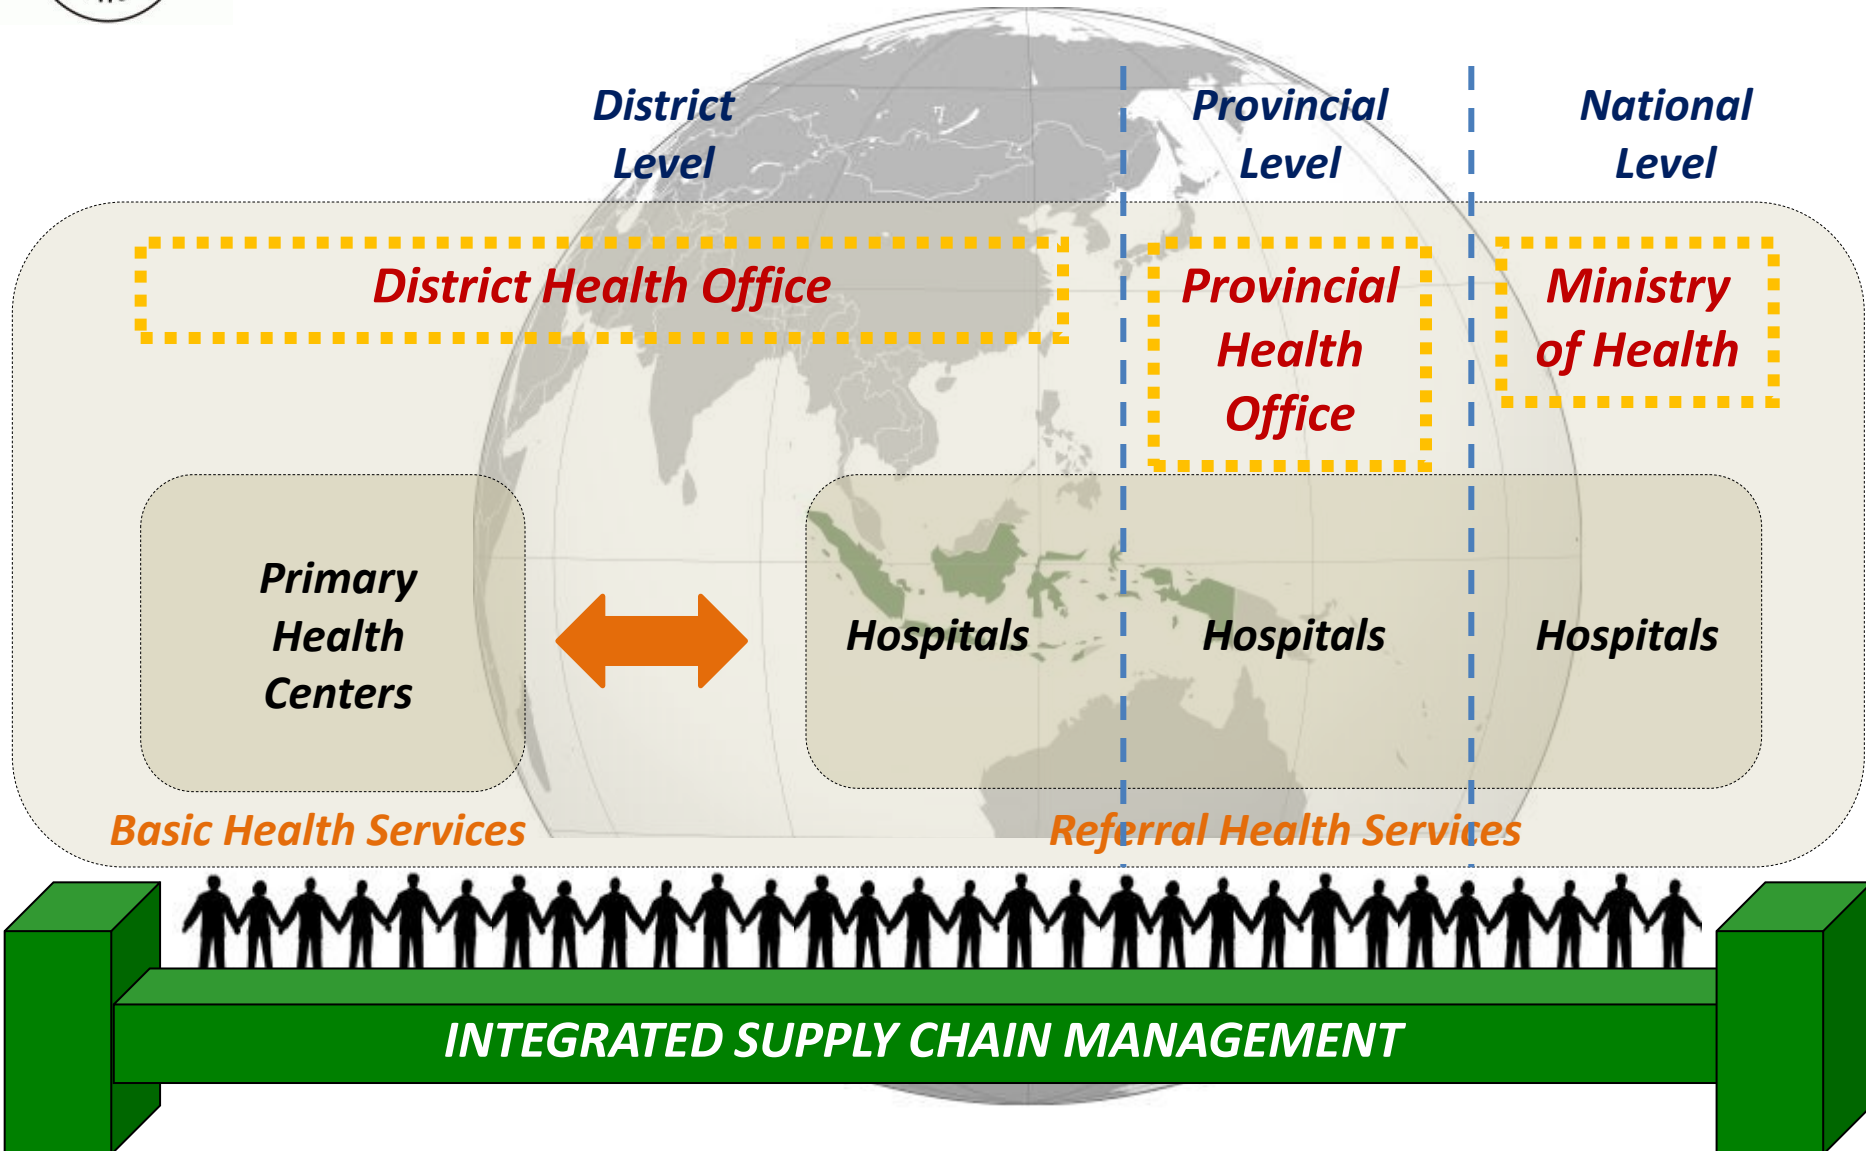 District
Level
Provincial
Level
National
Level
District Health Office
Provincial
Health
Office
Ministry
of Health
Primary
Health
Centers
Hospitals
Hospitals
Hospitals
Basic Health Services
Referral Health Services
INTEGRATED SUPPLY CHAIN MANAGEMENT